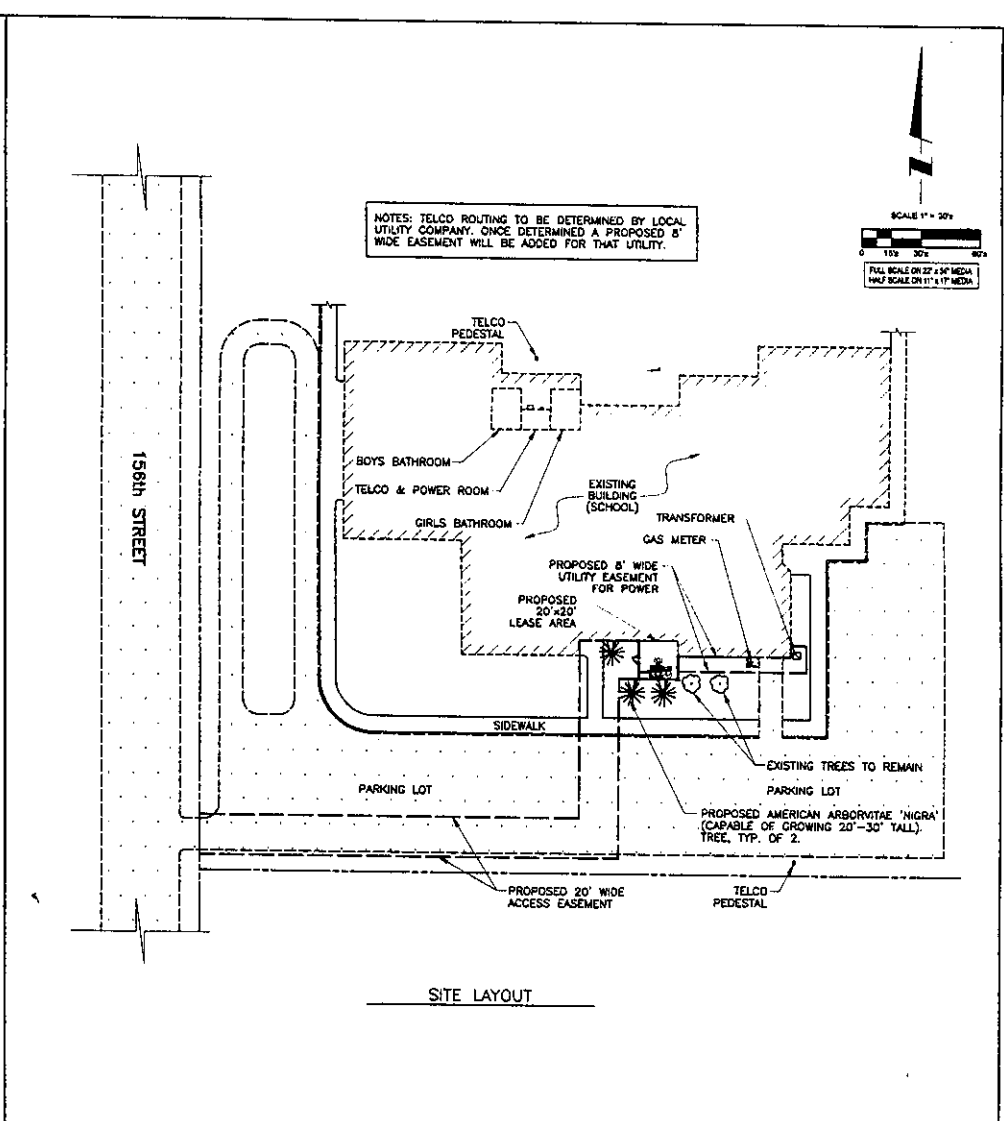 NOTES: TELCO ROUTING TO BE DETERMINED BY LOCAL
UTILITY COMPANY. ONCE DETERMINED A PROPOSED 8'
WIDE EASEMENT WILL BE ADDED FOR THAT UTILITY.
N
SCALE 1" = 30's
0 15's 30's 60's
FULL SCALE ON 22" x 34" MEDIA
HALF SCALE ON 11" x 17" MEDIA
TELCO
PEDESTAL
156th STREET
BOYS BATHROOM
TELCO & POWER ROOM
GIRLS BATHROOM
EXISTING
BUILDING
(SCHOOL)
TRANSFORMER
GAS METER
PROPOSED 8' WIDE
UTILITY EASEMENT
FOR POWER
PROPOSED
20'x20'
LEASE AREA
SIDEWALK
EXISTING TREES TO REMAIN
PARKING LOT
PARKING LOT
PROPOSED AMERICAN ARBORVITAE 'NIGRA'
(CAPABLE OF GROWING 20'-30' TALL).
TREE, TYP. OF 2.
PROPOSED 20' WIDE
ACCESS EASEMENT
TELCO
PEDESTAL
SITE LAYOUT